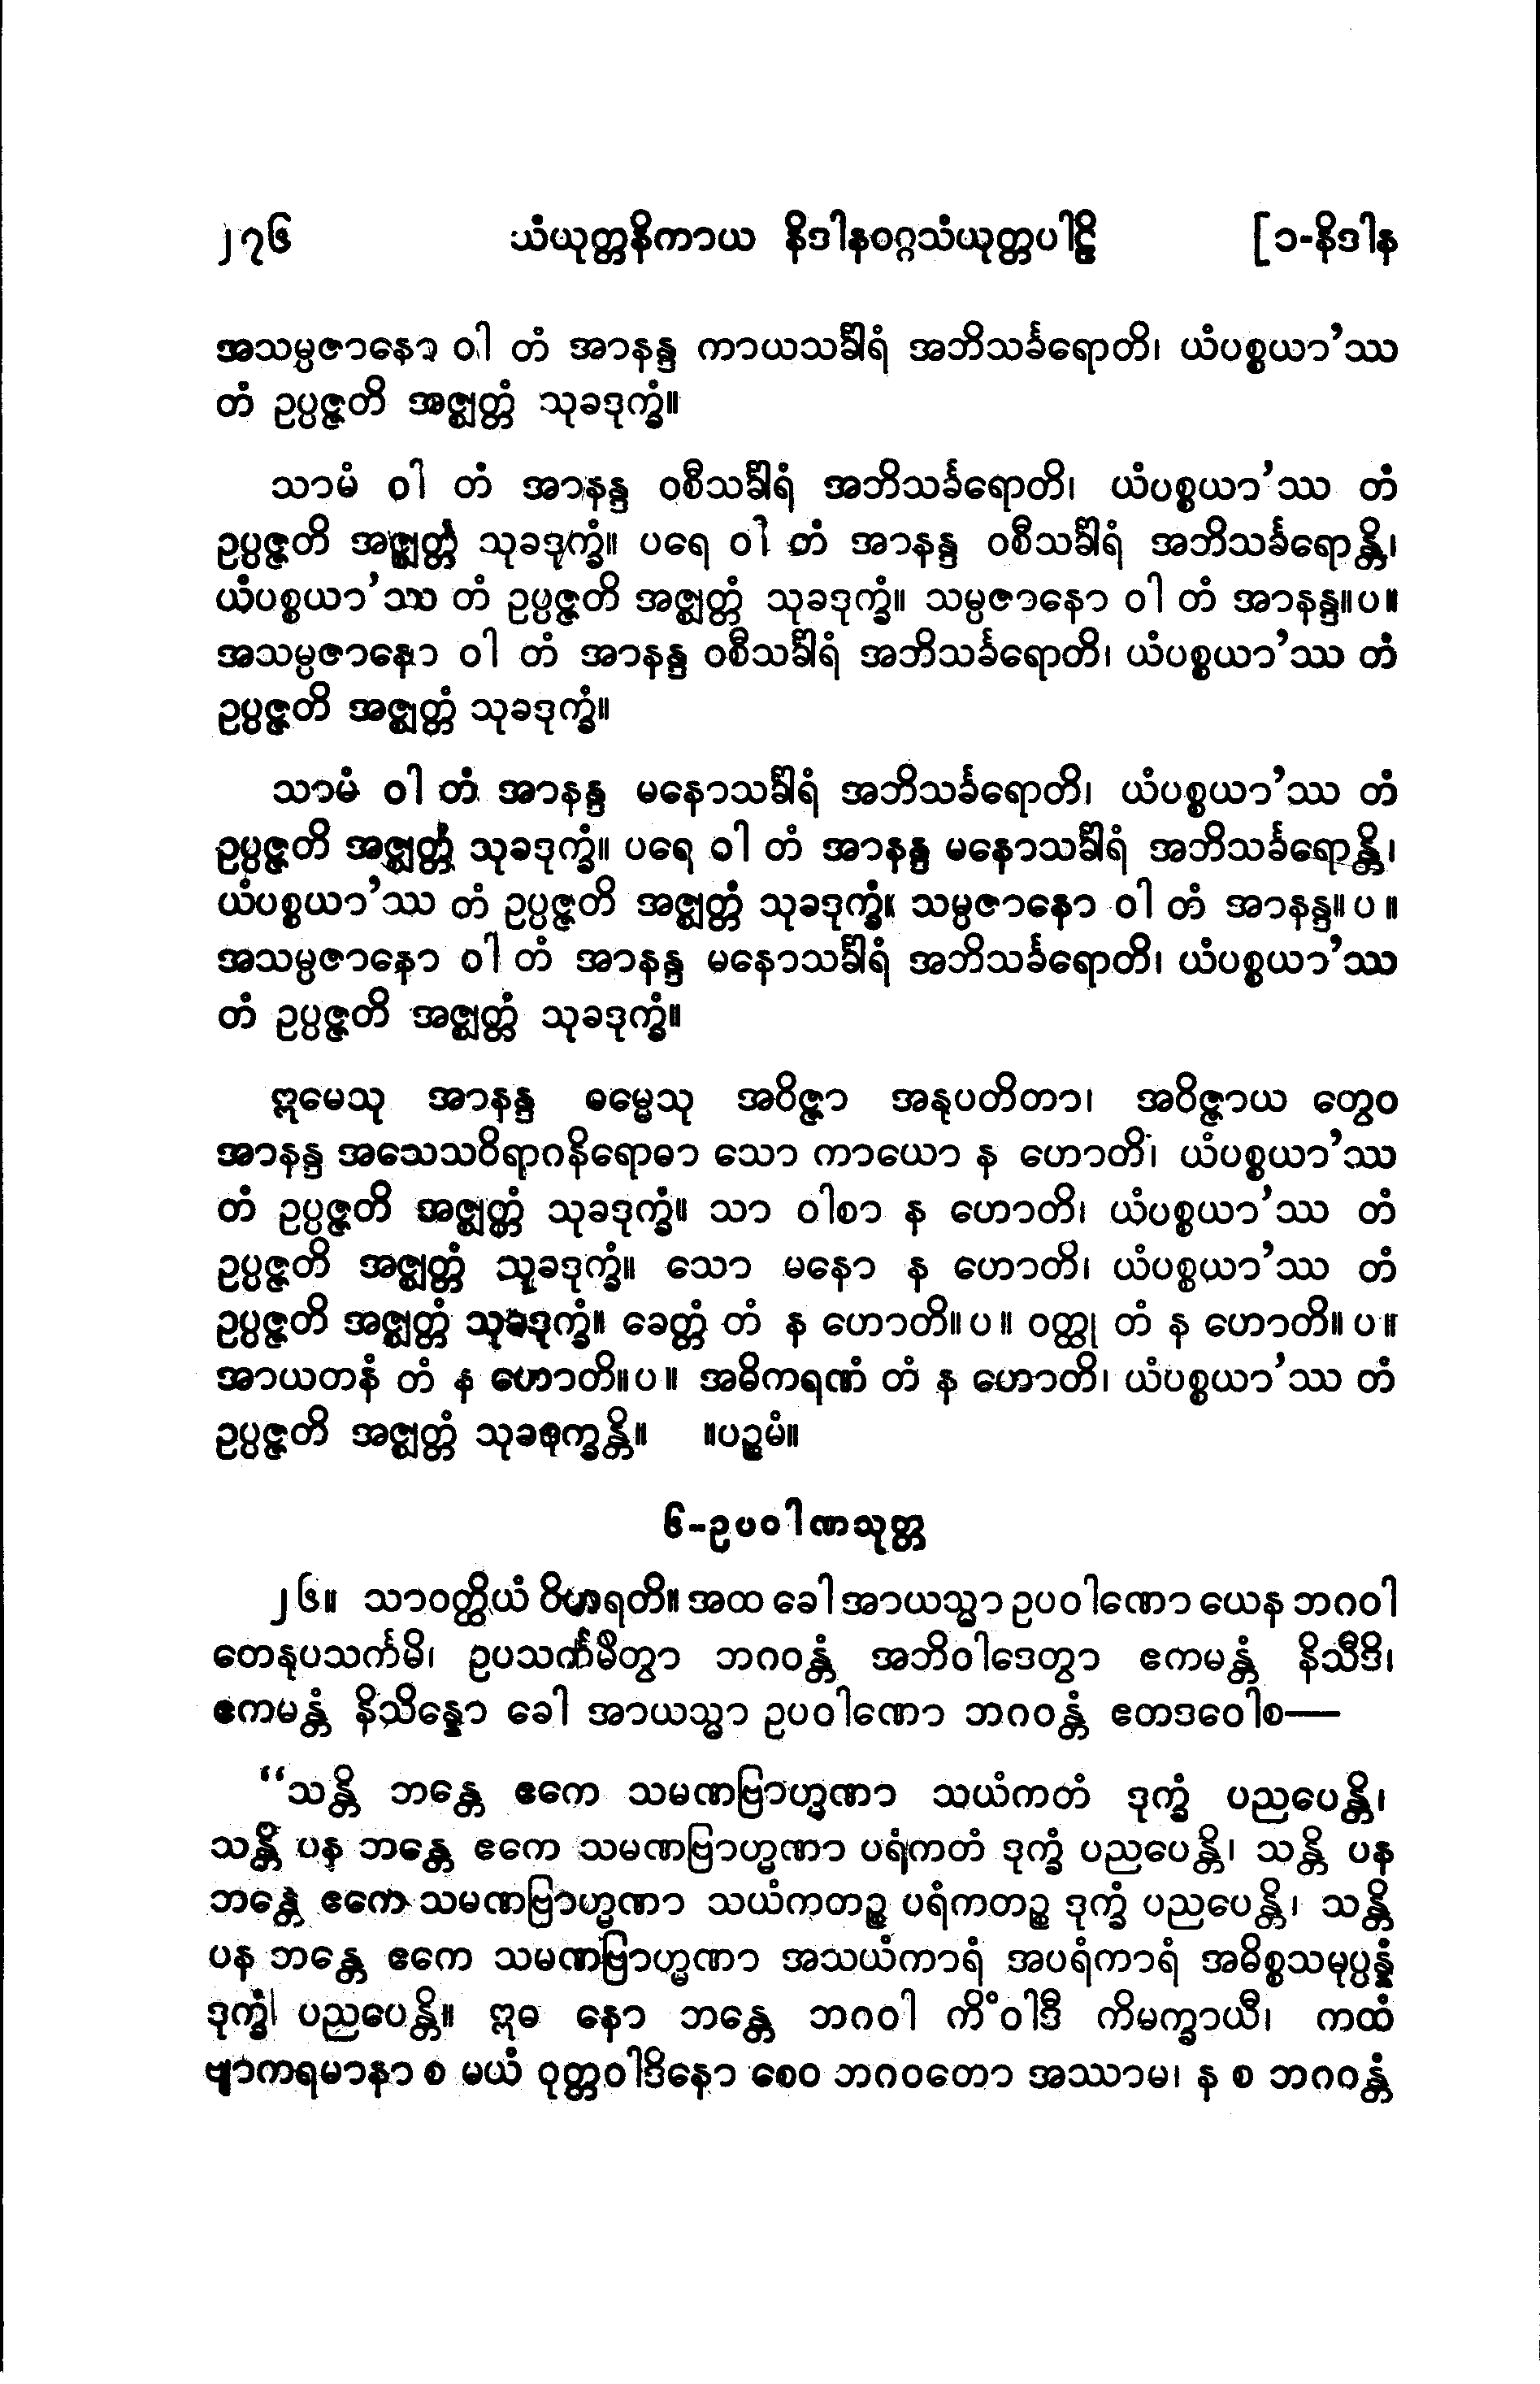 ၂၇၆ သံယုတ္တနိကာယ နိဒါနဝဂ္ဂသံယုတ္တပါဠိ [၁-နိဒါန
အသမ္ပဇာနော ဝါ တံ အာနန္ဒ ကာယသင်္ခါရံ အဘိသင်္ခရောတိ၊ ယံပစ္စယာ’ဿ
တံ ဥပ္ပဇ္ဇတိ အဇ္ဈတ္တံ သုခဒုက္ခံ။
သာမံ ဝါ တံ အာနန္ဒ ဝစီသင်္ခါရံ အဘိသင်္ခရောတိ၊ ယံပစ္စယာ’ဿ တံ
ဥပ္ပဇ္ဇတိ အဇ္ဈတ္တံ သုခဒုက္ခံ။ ပရေ ဝါ တံ အာနန္ဒ ဝစီသင်္ခါရံ အဘိသင်္ခရောန္တိ၊
ယံပစ္စယာ’ဿ တံ ဥပ္ပဇ္ဇတိ အဇ္ဈတ္တံ သုခဒုက္ခံ။ သမ္ပဇာနော ဝါ တံ အာနန္ဒ။ပ။
အသမ္ပဇာနော ဝါ တံ အာနန္ဒ ဝစီသင်္ခါရံ အဘိသင်္ခရောတိ၊ ယံပစ္စယာ’ဿ တံ
ဥပ္ပဇ္ဇတိ အဇ္ဈတ္တံ သုခဒုက္ခံ။
သာမံ ဝါ တံ အာနန္ဒ မနောသင်္ခါရံ အဘိသင်္ခရောတိ၊ ယံပစ္စယာ’ဿ တံ
ဥပ္ပဇ္ဇတိ အဇ္ဈတ္တံ သုခဒုက္ခံ။ ပရေ ဝါ တံ အာနန္ဒ မနောသင်္ခါရံ အဘိသင်္ခရောန္တိ၊
ယံပစ္စယာ’ဿ တံ ဥပ္ပဇ္ဇတိ အဇ္ဈတ္တံ သုခဒုက္ခံ။ သမ္ပဇာနော ဝါ တံ အာနန္ဒ။ပ။
အသမ္ပဇာနော ဝါ တံ အာနန္ဒ မနောသင်္ခါရံ အဘိသင်္ခရောတိ၊ ယံပစ္စယာ’ဿ
တံ ဥပ္ပဇ္ဇတိ အဇ္ဈတ္တံ သုခဒုက္ခံ။
ဣမေသု အာနန္ဒ ဓမ္မေသု အဝိဇ္ဇာ အနုပတိတာ၊ အဝိဇ္ဇာယ တွေဝ
အာနန္ဒ အသေသဝိရာဂနိရောဓာ သော ကာယော န ဟောတိ၊ ယံပစ္စယာ’ဿ
တံ ဥပ္ပဇ္ဇတိ အဇ္ဈတ္တံ သုခဒုက္ခံ။ သာ ဝါစာ န ဟောတိ၊ ယံပစ္စယာ’ဿ တံ
ဥပ္ပဇ္ဇတိ အဇ္ဈတ္တံ သုခဒုက္ခံ။ သော မနော န ဟောတိ၊ ယံပစ္စယာ’ဿ တံ
ဥပ္ပဇ္ဇတိ အဇ္ဈတ္တံ သုခဒုက္ခံ။ ခေတ္တံ တံ န ဟောတိ။ပ။ ဝတ္ထု တံ န ဟောတိ။ပ။
အာယတနံ တံ န ဟောတိ။ပ။ အဓိကရဏံ တံ န ဟောတိ၊ ယံပစ္စယာ’ဿ တံ
ဥပ္ပဇ္ဇတိ အဇ္ဈတ္တံ သုခဒုက္ခန္တိ။ ။ပဉ္စမံ။
၆-ဥပဝါဏသုတ္တ
၂၆။ သာဝတ္ထိယံ ဝိဟရတိ။ အထ ခေါ အာယသ္မာ ဥပဝါဏော ယေန ဘဂဝါ
တေနုပသင်္ကမိ၊ ဥပသင်္ကမိတွာ ဘဂဝန္တံ အဘိဝါဒေတွာ ဧကမန္တံ နိသီဒိ၊
ဧကမန္တံ နိသိန္နော ခေါ အာယသ္မာ ဥပဝါဏော ဘဂဝန္တံ ဧတဒဝေါစ—
“သန္တိ ဘန္တေ ဧကေ သမဏဗြာဟ္မဏာ သယံကတံ ဒုက္ခံ ပညပေန္တိ၊
သန္တိ ပန ဘန္တေ ဧကေ သမဏဗြာဟ္မဏာ ပရံကတံ ဒုက္ခံ ပညပေန္တိ၊ သန္တိ ပန
ဘန္တေ ဧကေ သမဏဗြာဟ္မဏာ သယံကတဉ္စ ပရံကတဉ္စ ဒုက္ခံ ပညပေန္တိ၊ သန္တိ
ပန ဘန္တေ ဧကေ သမဏဗြာဟ္မဏာ အသယံကာရံ အပရံကာရံ အဓိစ္စသမုပ္ပန္နံ
ဒုက္ခံ ပညပေန္တိ။ ဣဓ နော ဘန္တေ ဘဂဝါ ကိံဝါဒီ ကိမက္ခာယီ၊ ကထံ
ဗျာကရမာနာ စ မယံ ဝုတ္တဝါဒိနော စေဝ ဘဂဝတော အဿာမ၊ န စ ဘဂဝန္တံ